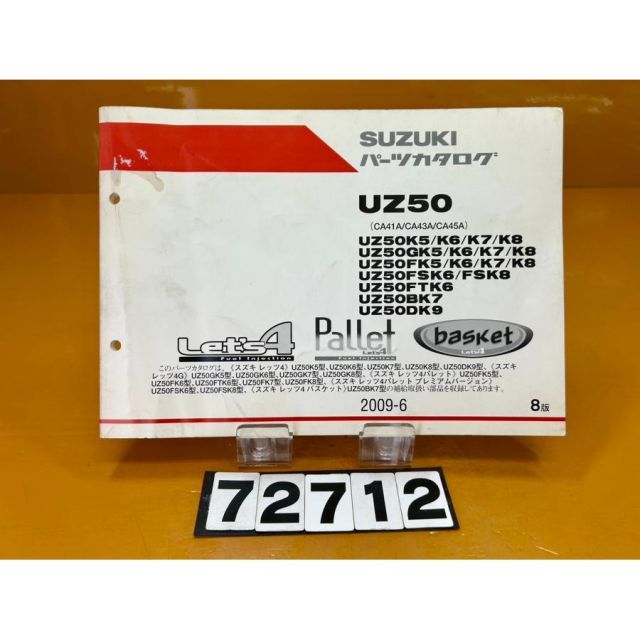 SUZUKI
パーツカタログ
UZ50
(CA41A/CA43A/CA45A)
UZ50K5/K6/K7/K8
UZ50GK5/K6/K7/K8
UZ50FK5/K6/K7/K8
UZ50FSK6/FSK8
UZ50FTK6
UZ50BK7
UZ50DK9
Let's4
Fuel Injection
Pallet
Let's4
Fuel Injection
basket
Let's4
このパーツカタログは、《スズキ レッツ4》UZ50K5型、UZ50K6型、UZ50K7型、UZ50K8型、UZ50DK9型、《スズキ
レッツ4G》UZ50GK5型、UZ50GK6型、UZ50GK7型、UZ50GK8型、《スズキ レッツ4パレット》UZ50FK5型、
UZ50FK6型、UZ50FTK6型、UZ50FK7型、UZ50FK8型、《スズキ レッツ4パレット プレミアムバージョン》
UZ50FSK6型、UZ50FSK8型、《スズキ レッツ4 バスケット》UZ50BK7型の補給取扱い部品を収録してあります。
2009-6
8版
72712